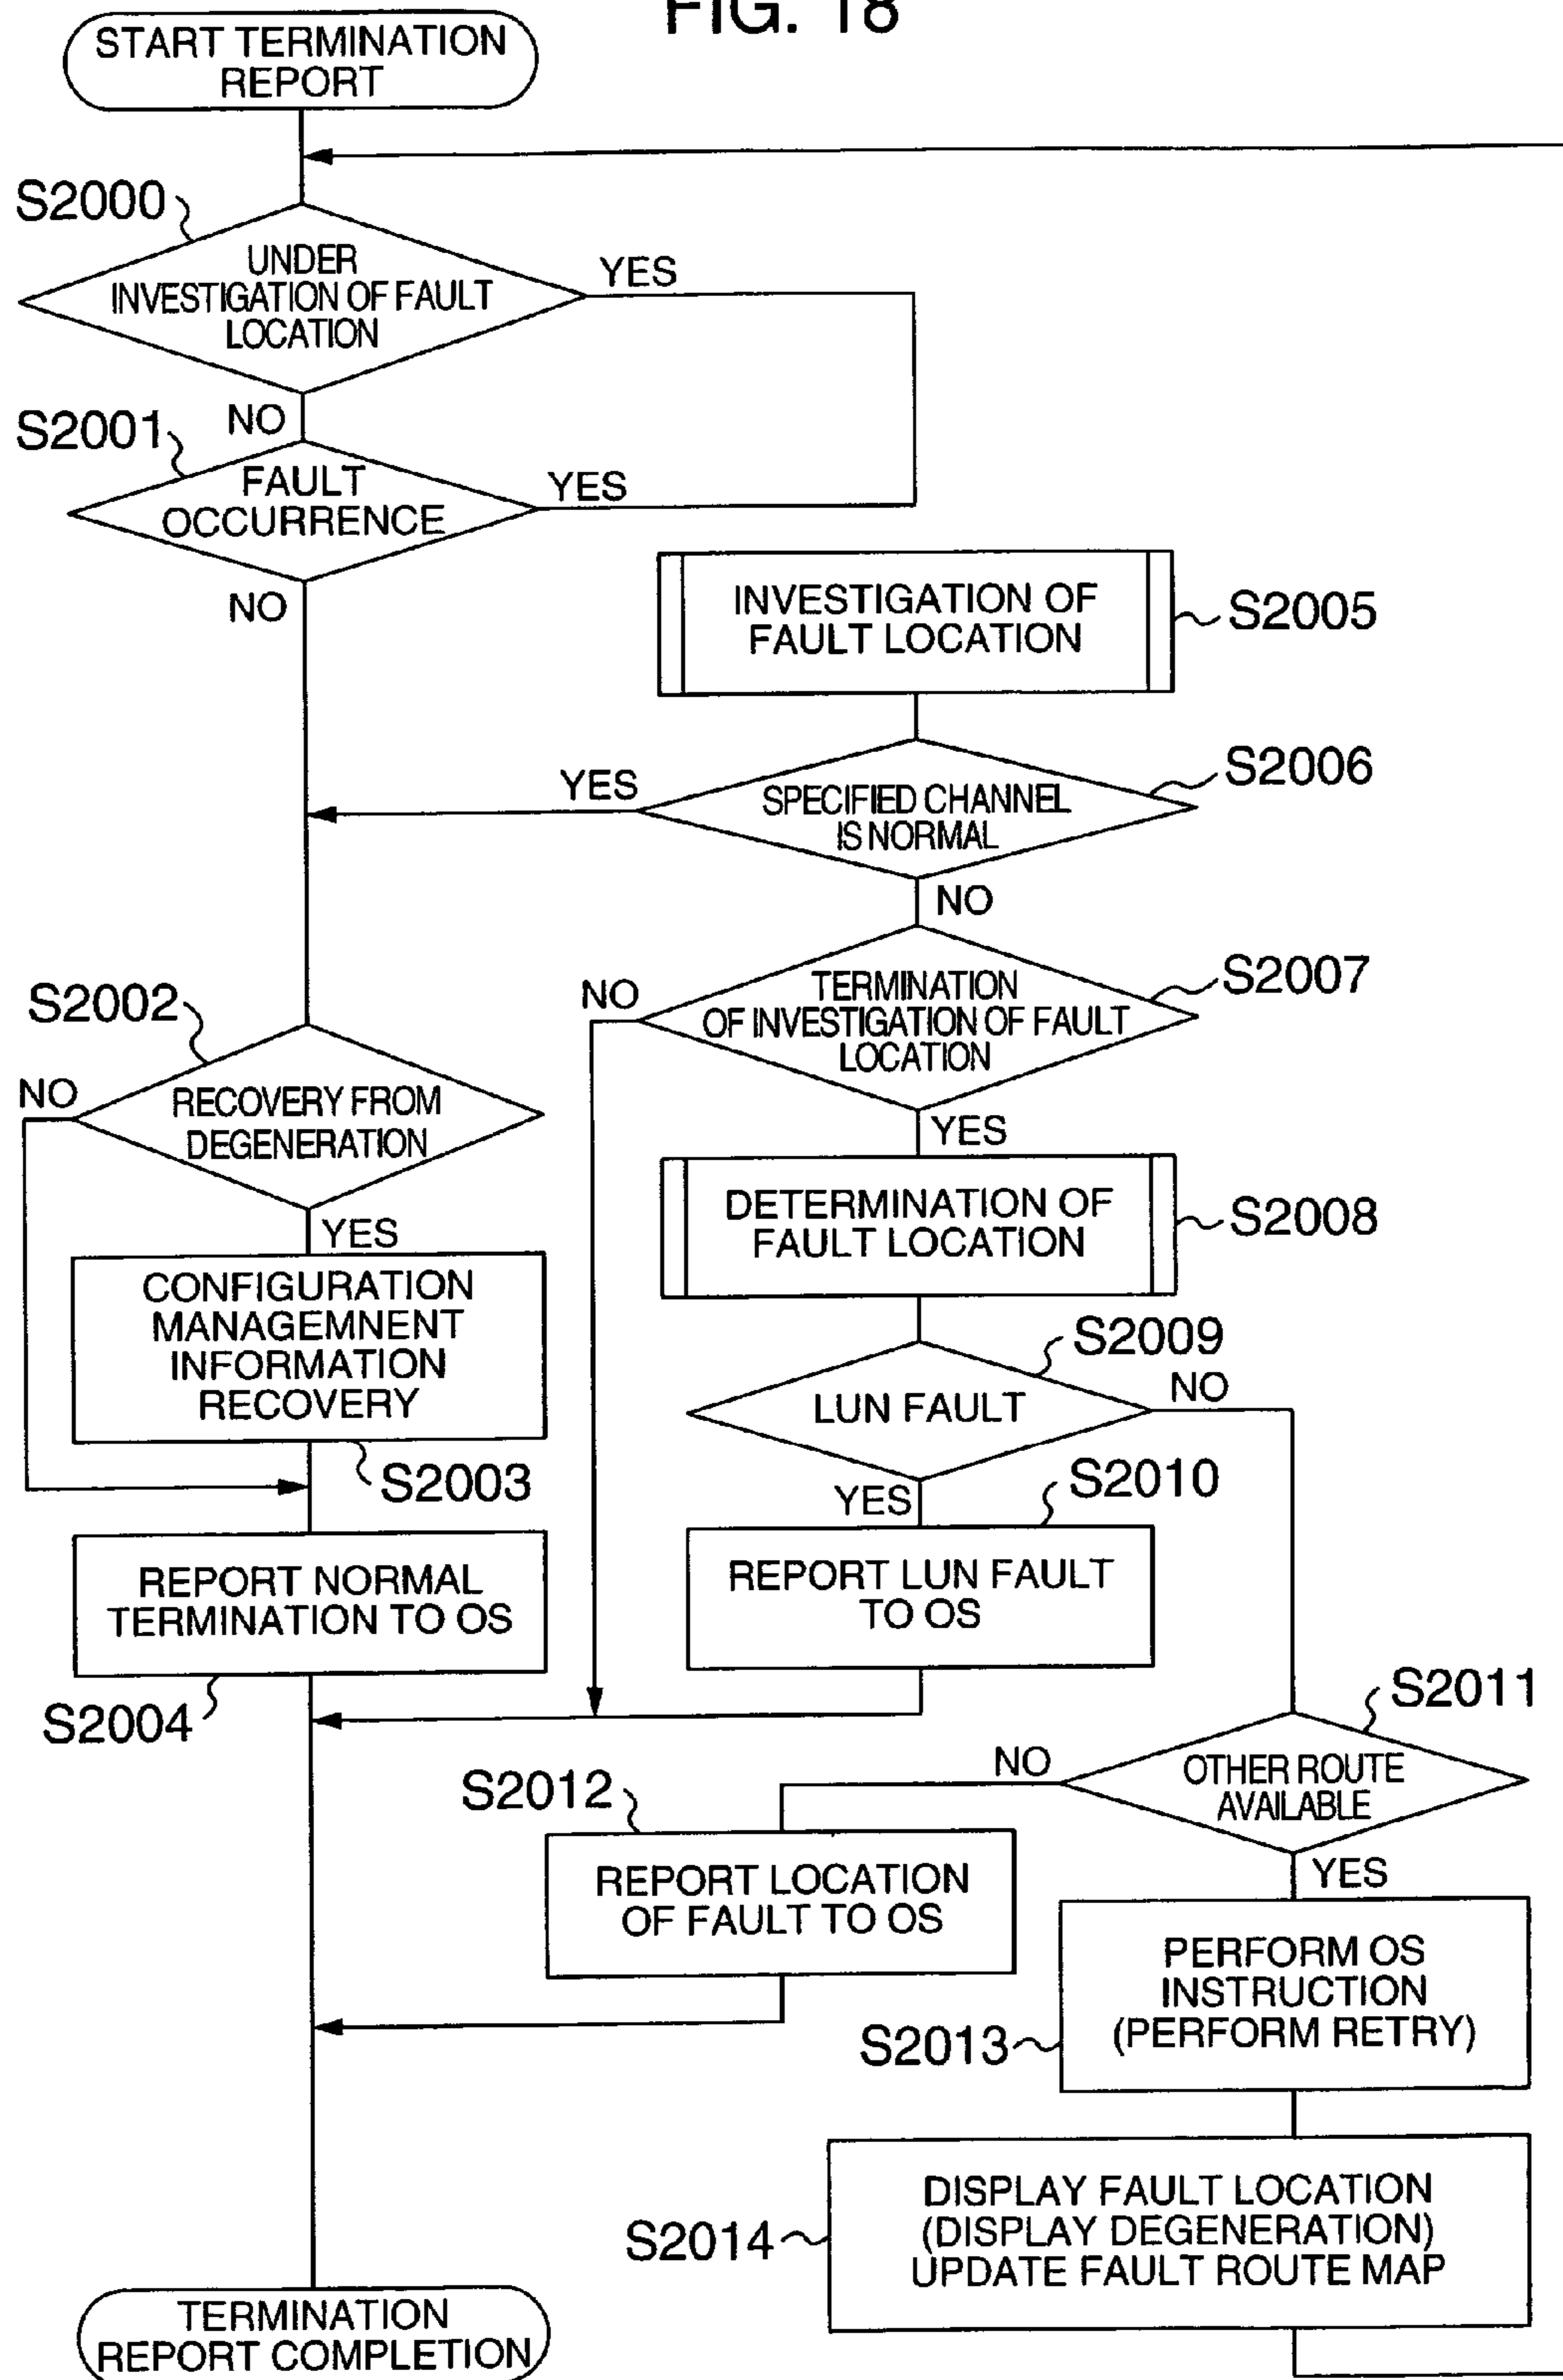 FIG. 18
START TERMINATION
REPORT
S2000
UNDER
INVESTIGATION OF FAULT
LOCATION
YES
NO
S2001
FAULT
OCCURRENCE
YES
NO
INVESTIGATION OF
FAULT LOCATION
S2005
S2006
SPECIFIED CHANNEL
IS NORMAL
YES
NO
S2007
TERMINATION
OF INVESTIGATION OF FAULT
LOCATION
NO
YES
S2002
RECOVERY FROM
DEGENERATION
NO
YES
DETERMINATION OF
FAULT LOCATION
S2008
CONFIGURATION
MANAGEMNENT
INFORMATION
RECOVERY
S2003
S2009
LUN FAULT
NO
YES
S2010
REPORT LUN FAULT
TO OS
REPORT NORMAL
TERMINATION TO OS
S2004
S2011
OTHER ROUTE
AVAILABLE
NO
YES
S2012
REPORT LOCATION
OF FAULT TO OS
PERFORM OS
INSTRUCTION
(PERFORM RETRY)
S2013
DISPLAY FAULT LOCATION
(DISPLAY DEGENERATION)
UPDATE FAULT ROUTE MAP
S2014
TERMINATION
REPORT COMPLETION